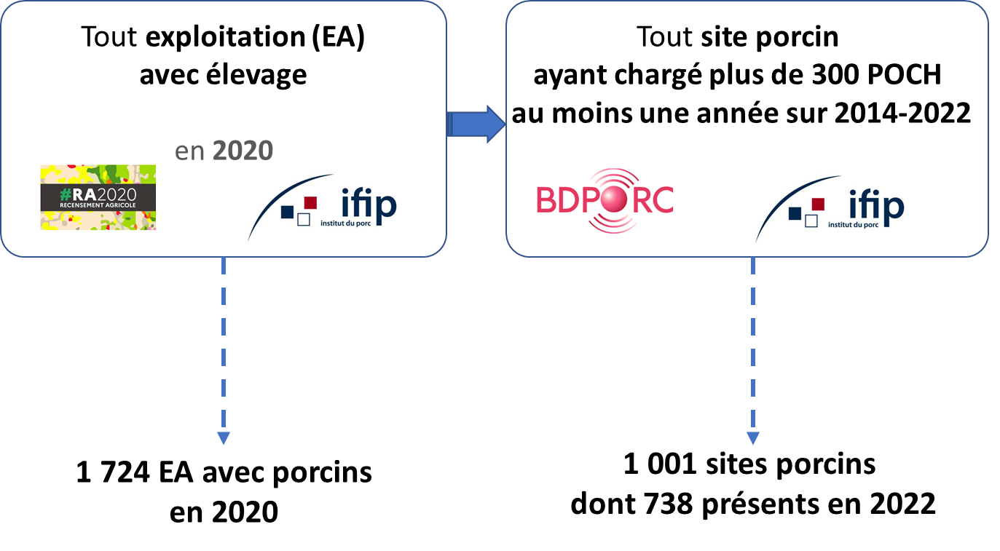 Tout exploitation (EA)
avec élevage
en 2020
#RA2020
RECENSEMENT AGRICOLE
ifip
institut du porc
Tout site porcin
ayant chargé plus de 300 POCH
au moins une année sur 2014-2022
BDPORC
ifip
institut du porc
1 724 EA avec porcins
en 2020
1 001 sites porcins
dont 738 présents en 2022